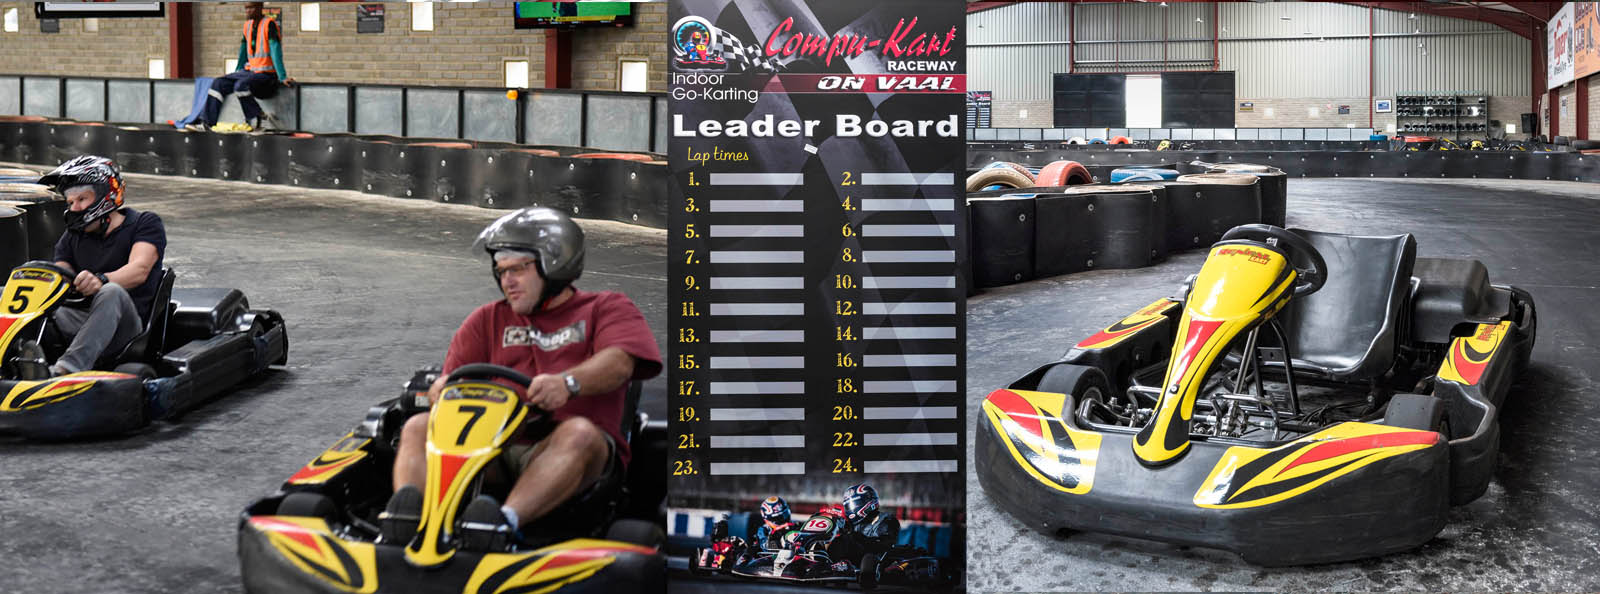 5
7
Jeep
Compu-Kart
RACEWAY
ON VAAL
Indoor
Go-Karting
Leader Board
Lap times
1. 2.
3. 4.
5. 6.
7. 8.
9. 10.
11. 12.
13. 14.
15. 16.
17. 18.
19. 20.
21. 22.
23. 24.
16